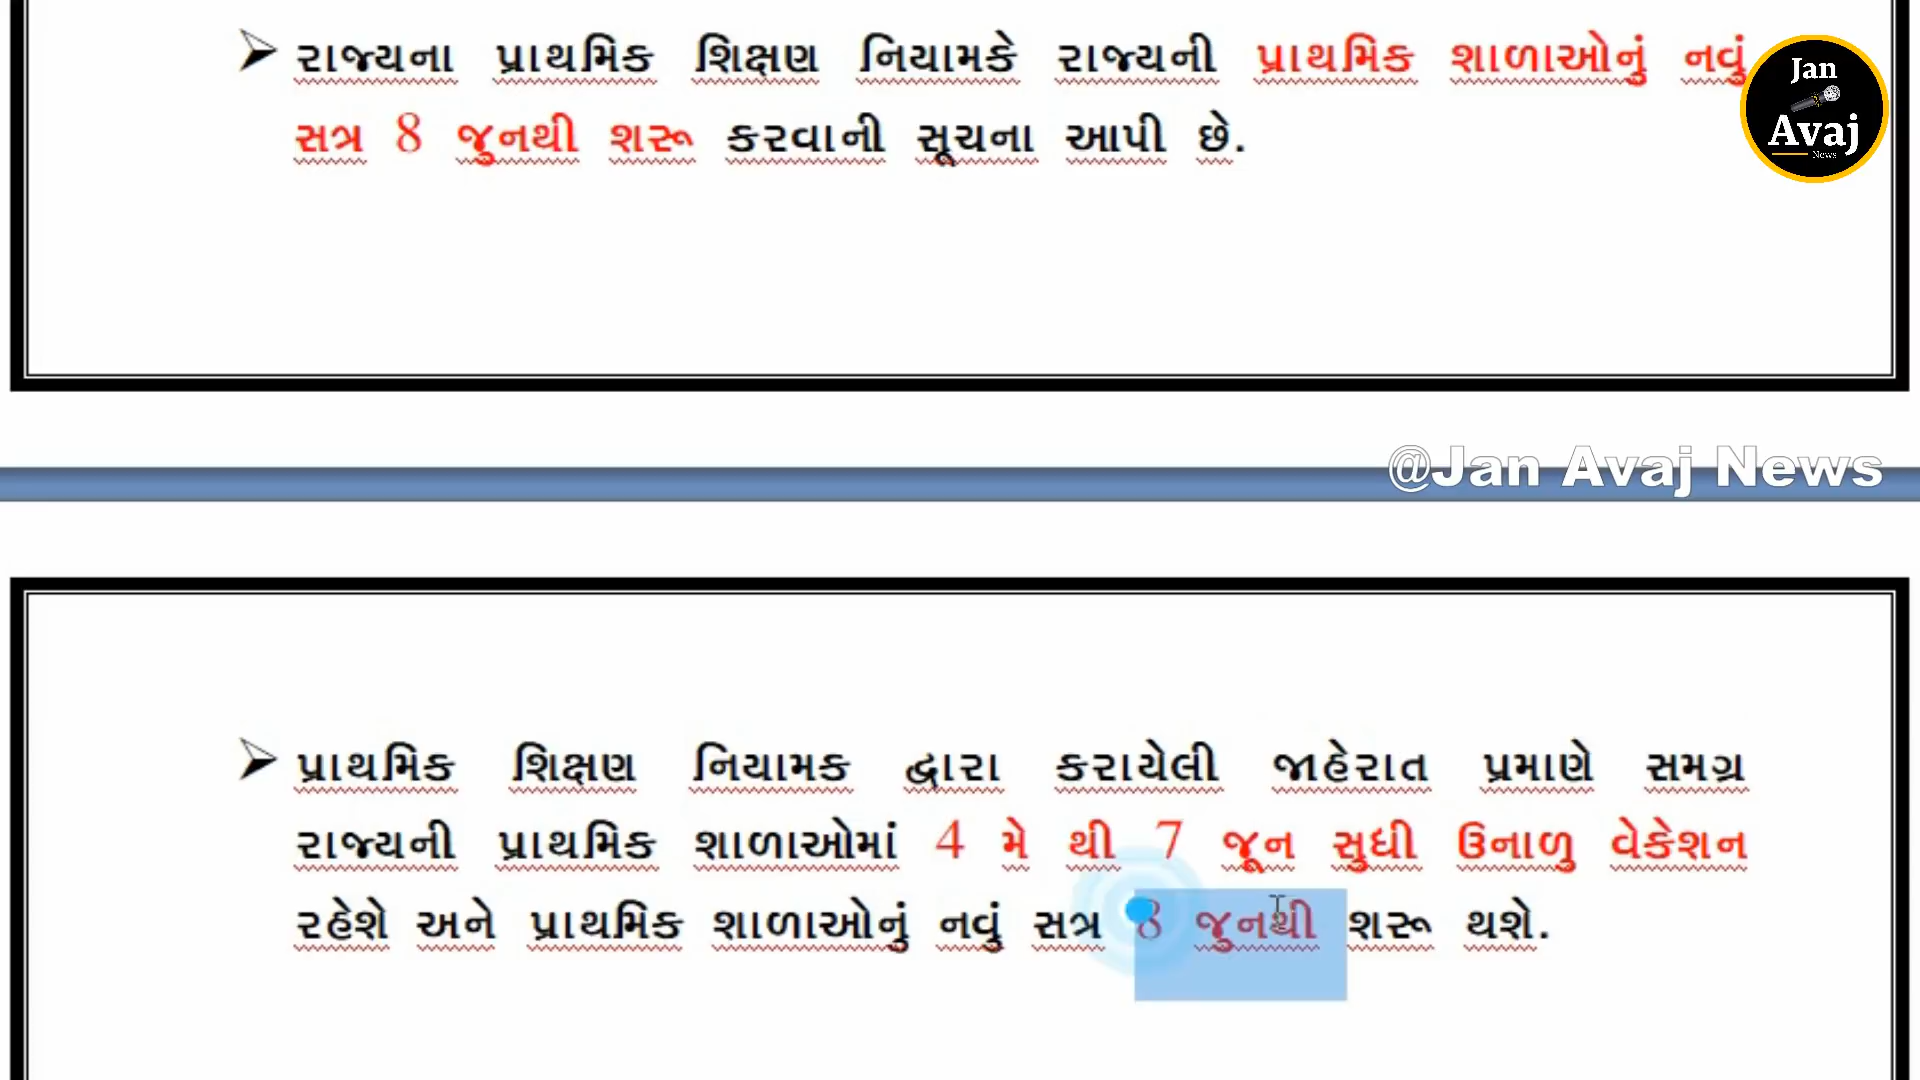 રાજ્યના પ્રાથમિક શિક્ષણ નિયામકે રાજ્યની પ્રાથમિક શાળાઓનું નવું
સત્ર 8 જુનથી શરૂ કરવાની સૂચના આપી છે.
Jan
Avaj
News
@Jan Avaj News
પ્રાથમિક શિક્ષણ નિયામક દ્વારા કરાયેલી જાહેરાત પ્રમાણે સમગ્ર
રાજ્યની પ્રાથમિક શાળાઓમાં 4 મે થી 7 જૂન સુધી ઉનાળુ વેકેશન
રહેશે અને પ્રાથમિક શાળાઓનું નવું સત્ર 8 જુનથી શરૂ થશે.